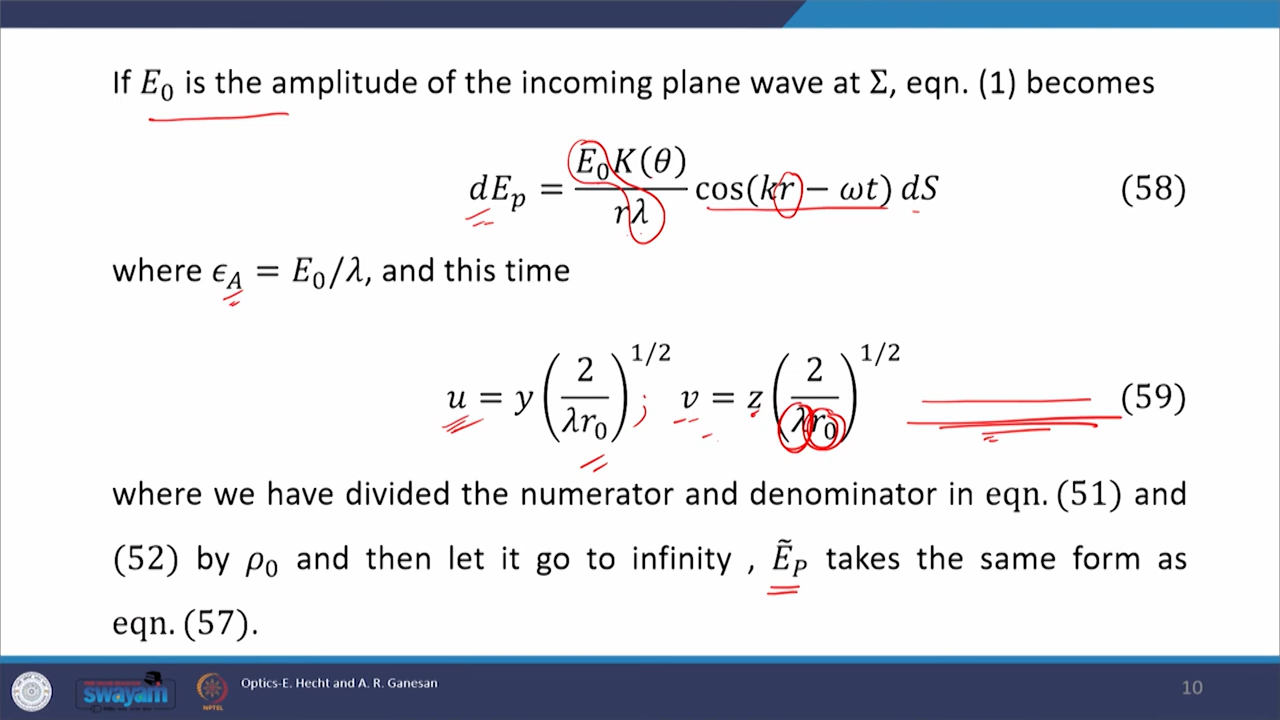 If E₀ is the amplitude of the incoming plane wave at Σ, eqn. (1) becomes
dEₚ = E₀K(θ)/rλ cos(kr − ωt) dS (58)
where ϵ_A = E₀/λ, and this time
u = y(2/λr₀)^1/2 ; v = z(2/λr₀)^1/2 (59)
where we have divided the numerator and denominator in eqn. (51) and
(52) by ρ₀ and then let it go to infinity , Ẽ_P takes the same form as
eqn. (57).
swayam
NPTEL
Optics-E. Hecht and A. R. Ganesan
10